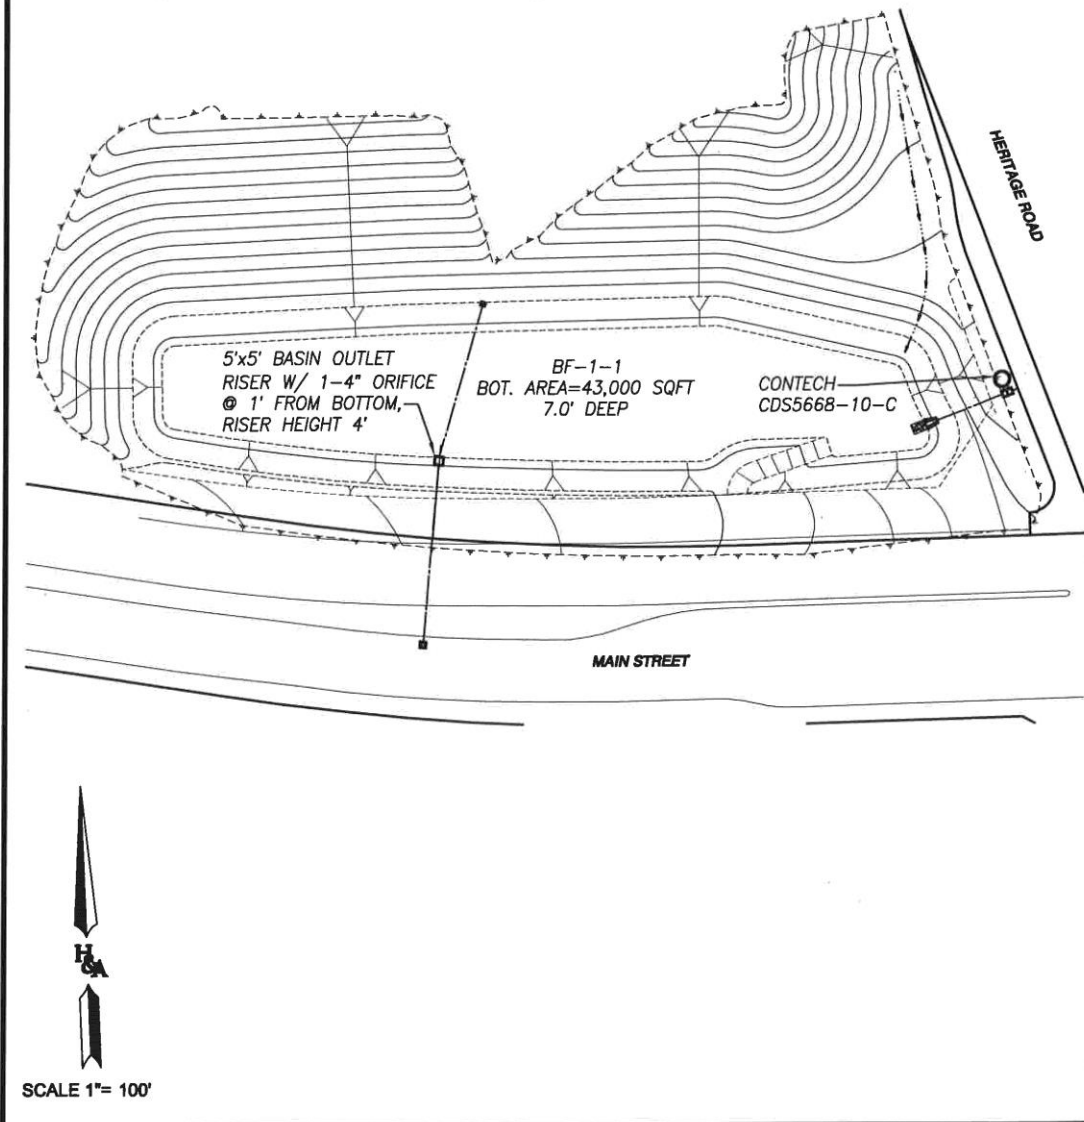 HERITAGE ROAD
5'x5' BASIN OUTLET
RISER W/ 1-4" ORIFICE
@ 1' FROM BOTTOM,
RISER HEIGHT 4'
BF-1-1
BOT. AREA=43,000 SQFT
7.0' DEEP
CONTECH
CDS5668-10-C
MAIN STREET
H&A
SCALE 1"= 100'